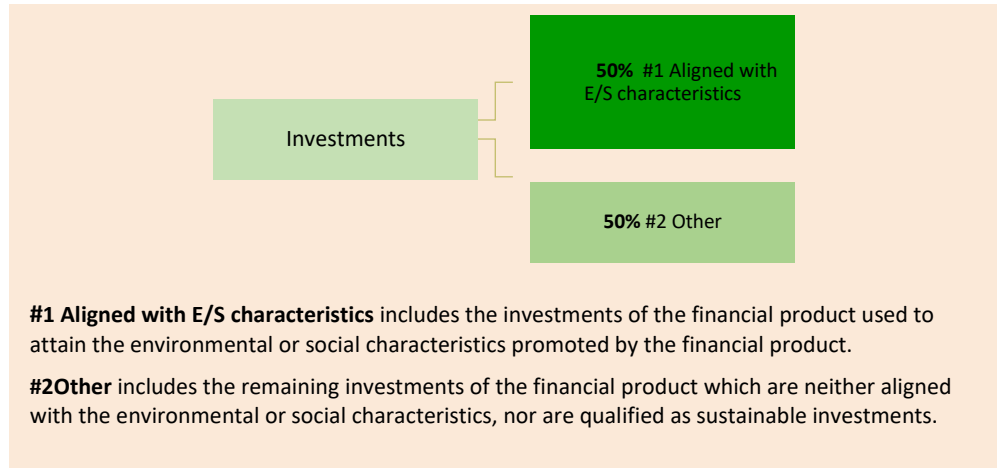 50% #1 Aligned with
E/S characteristics
Investments
50% #2 Other
#1 Aligned with E/S characteristics includes the investments of the financial product used to
attain the environmental or social characteristics promoted by the financial product.
#2Other includes the remaining investments of the financial product which are neither aligned
with the environmental or social characteristics, nor are qualified as sustainable investments.